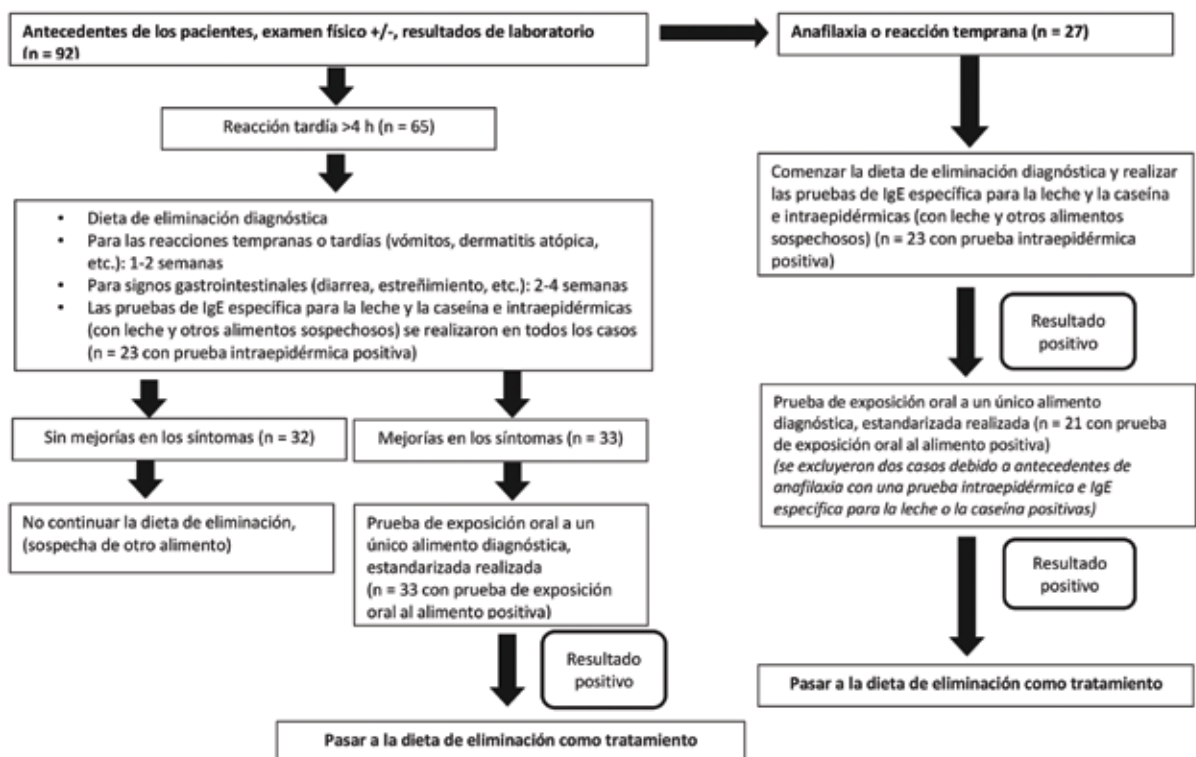 Antecedentes de los pacientes, examen físico +/-, resultados de laboratorio
(n = 92)
Anafilaxia o reacción temprana (n = 27)
Reacción tardía >4 h (n = 65)
• Dieta de eliminación diagnóstica
• Para las reacciones tempranas o tardías (vómitos, dermatitis atópica,
etc.): 1-2 semanas
• Para signos gastrointestinales (diarrea, estreñimiento, etc.): 2-4 semanas
• Las pruebas de IgE específica para la leche y la caseína e intraepidérmicas
(con leche y otros alimentos sospechosos) se realizaron en todos los casos
(n = 23 con prueba intraepidérmica positiva)
Sin mejorías en los síntomas (n = 32)
Mejorías en los síntomas (n = 33)
No continuar la dieta de eliminación,
(sospecha de otro alimento)
Prueba de exposición oral a un
único alimento diagnóstica,
estandarizada realizada
(n = 33 con prueba de exposición
oral al alimento positiva)
Resultado
positivo
Pasar a la dieta de eliminación como tratamiento
Comenzar la dieta de eliminación diagnóstica y realizar
las pruebas de IgE específica para la leche y la caseína
e intraepidérmicas (con leche y otros alimentos
sospechosos) (n = 23 con prueba intraepidérmica
positiva)
Resultado
positivo
Prueba de exposición oral a un único alimento
diagnóstica, estandarizada realizada (n = 21 con prueba
de exposición oral al alimento positiva)
(se excluyeron dos casos debido a antecedentes de
anafilaxia con una prueba intraepidérmica e IgE
específica para la leche o la caseína positivas)
Resultado
positivo
Pasar a la dieta de eliminación como tratamiento